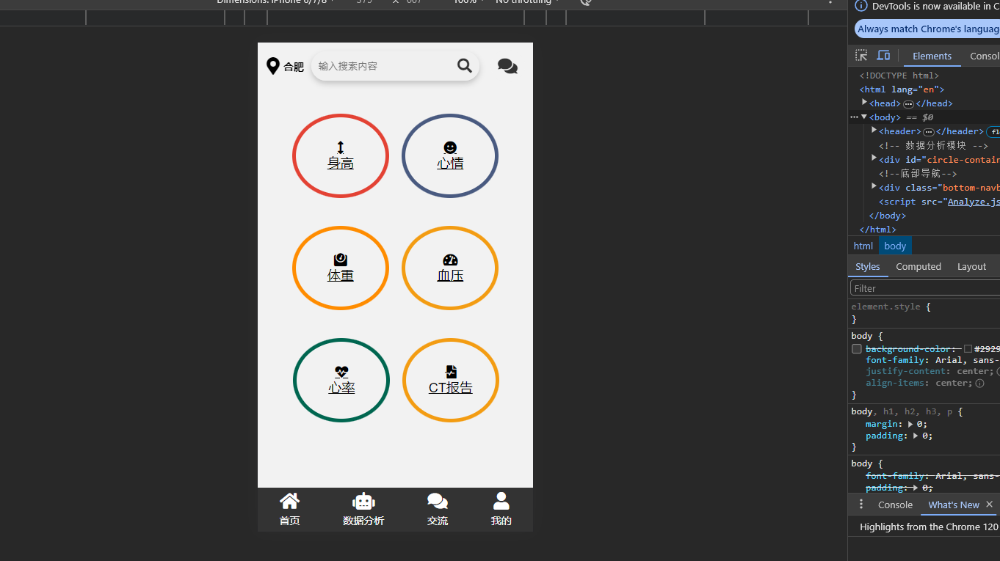 Dimensions: iPhone 6/7/8 375 × 667 100% No throttling
DevTools is now available in C
Always match Chrome's languag
合肥 输入搜索内容
Elements Consol
身高 心情
体重 血压
心率 CT报告
首页 数据分析 交流 我的
<!DOCTYPE html>
<html lang="en">
<head>…</head>
<body> == $0
<header>…</header> fl
<!-- 数据分析模块 -->
<div id="circle-contain
<!--底部导航-->
<div class="bottom-navb
<script src="Analyze.js
</body>
</html>
html body
Styles Computed Layout
Filter
element.style {
}
body {
background-color: #2929
font-family: Arial, sans-
justify-content: center;
align-items: center;
}
body, h1, h2, h3, p {
margin: 0;
padding: 0;
}
body {
font-family: Arial, sans-
padding: 0;
Console What's New
Highlights from the Chrome 120